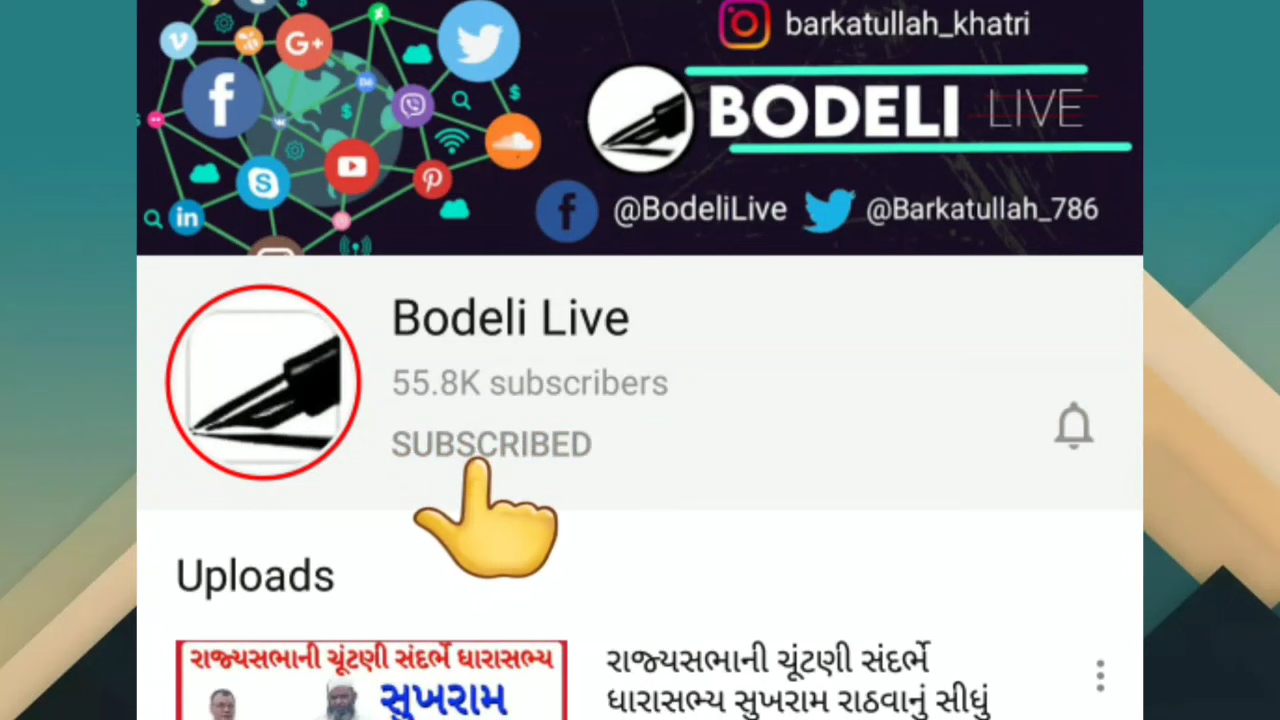 barkatullah_khatri
BODELI LIVE
@BodeliLive @Barkatullah_786
Bodeli Live
55.8K subscribers
SUBSCRIBED
Uploads
રાજ્યસભાની ચૂંટણી સંદર્ભે ધારાસભ્ય
સુખરામ
રાજ્યસભાની ચૂંટણી સંદર્ભે
ધારાસભ્ય સુખરામ રાઠવાનું સીધું